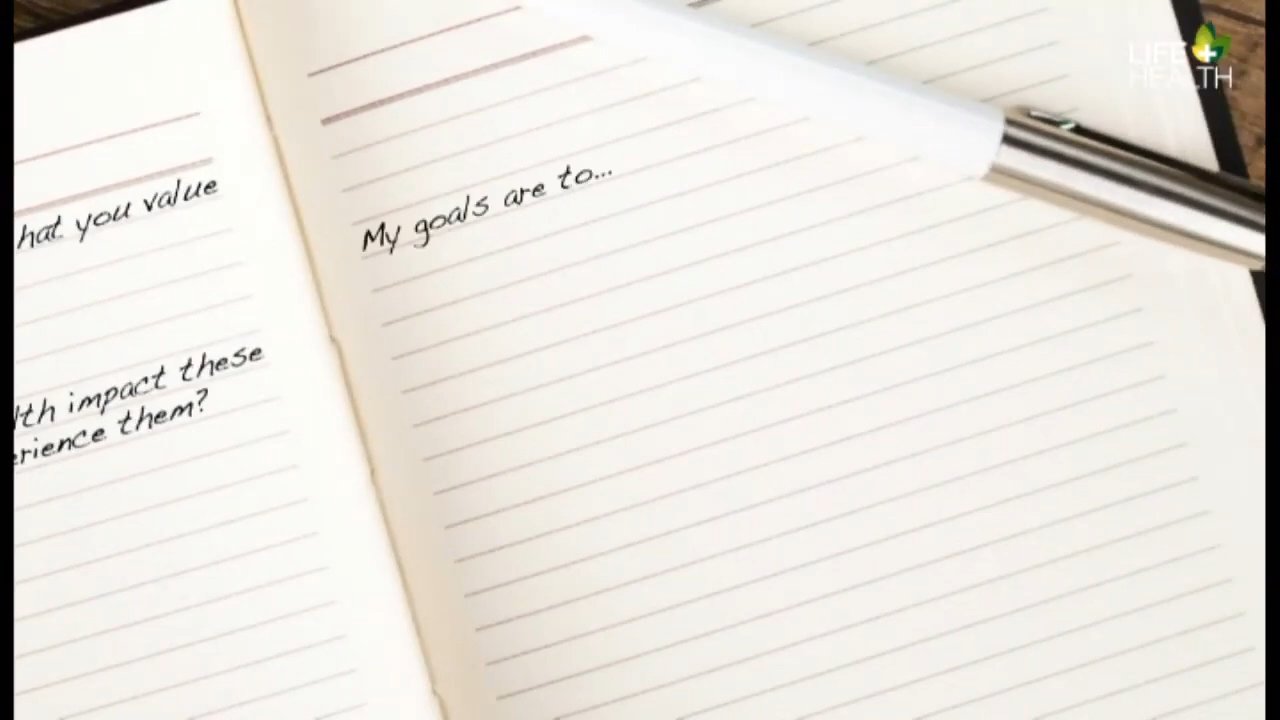 LIFE
HEALTH
hat you value
lth impact these
erience them?
My goals are to...